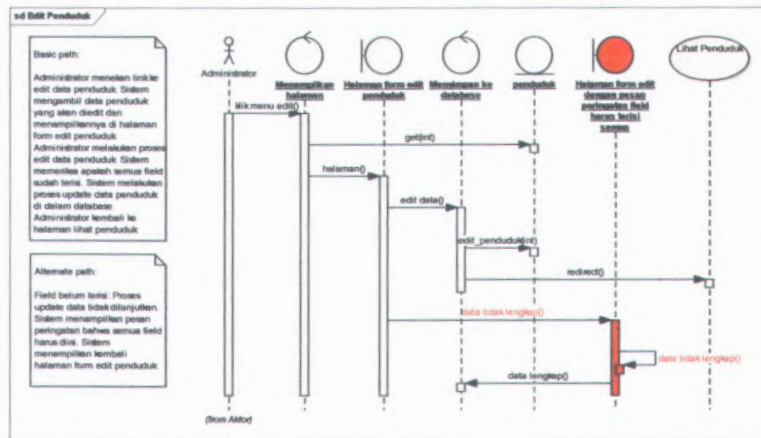 sd Edit Penduduk
Basic path:
Administrator menekan link ke
edit data penduduk Sistem
mengambil data penduduk
yang akan diedit dan
menampilkannya di halaman
form edit penduduk
Administrator melakukan proses
edit data penduduk Sistem
memeriksa apakah semua field
sudah terisi. Sistem melakukan
proses update data penduduk
di dalam database.
Administrator kembali ke
halaman lihat penduduk
Alternate path:
Field belum terisi: Proses
update data tidak dilanjutkan.
Sistem menampilkan pesan
peringatan bahwa semua field
harus diisi. Sistem
menampilkan kembali
halaman form edit penduduk
Administrator
Menampilkan
halaman
Halaman form edit
penduduk
Menyimpan ke
database
penduduk
Halaman form edit
dengan pesan
peringatan field
harus terisi
semua
Lihat Penduduk
klik menu edit()
get(int)
halaman()
edit data()
edit_penduduk(int)
redirect()
data tidak lengkap()
data tidak lengkap()
data lengkap()
(from Aktor)